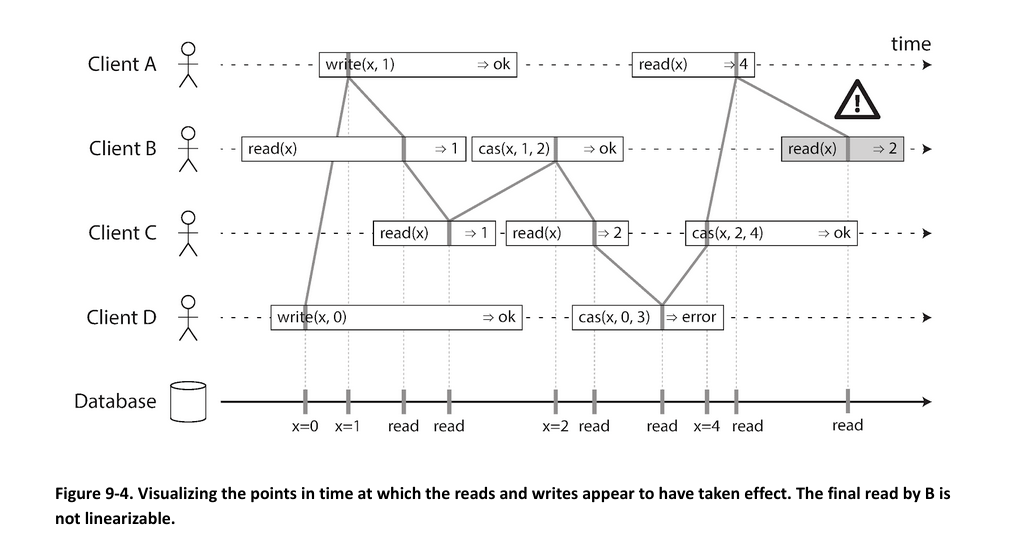 time
Client A write(x, 1) ⇒ ok read(x) ⇒ 4
!
Client B read(x) ⇒ 1 cas(x, 1, 2) ⇒ ok read(x) ⇒ 2
Client C read(x) ⇒ 1 read(x) ⇒ 2 cas(x, 2, 4) ⇒ ok
Client D write(x, 0) ⇒ ok cas(x, 0, 3) ⇒ error
Database
x=0 x=1 read read x=2 read read x=4 read read
Figure 9-4. Visualizing the points in time at which the reads and writes appear to have taken effect. The final read by B is
not linearizable.